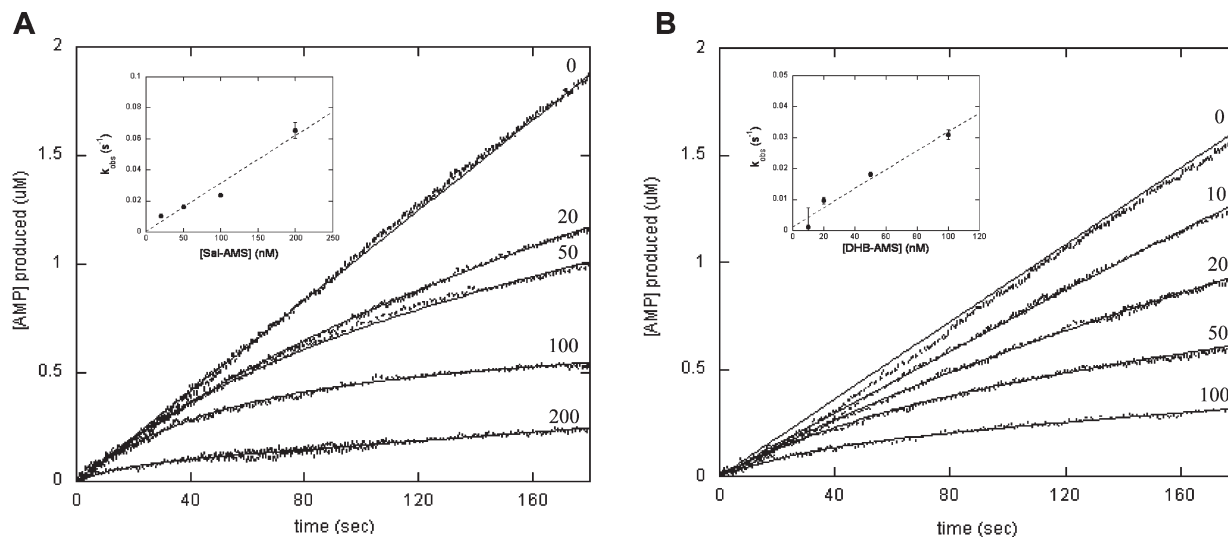 A
2
1.5
1
0.5
0
[AMP] produced (uM)
0 40 80 120 160
time (sec)
0
20
50
100
200
0.1
0.08
0.06
0.04
0.02
0
k obs (s-1)
0 50 100 150 200 250
[Sal-AMS] (nM)
B
2
1.5
1
0.5
0
[AMP] produced (uM)
0 40 80 120 160
time (sec)
0
10
20
50
100
0.05
0.04
0.03
0.02
0.01
0
k obs (s-1)
0 20 40 60 80 100 120
[DHB-AMS] (nM)